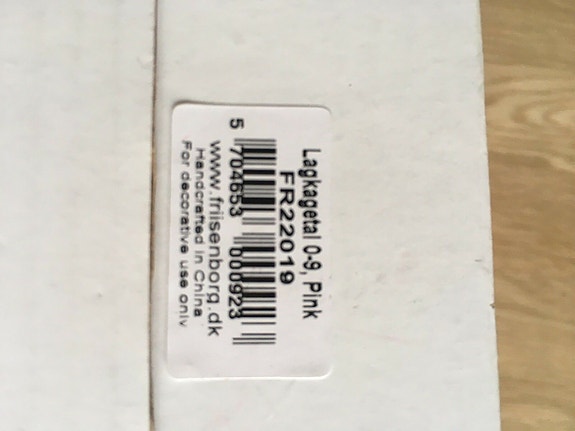 Lagkagetal 0-9, Pink
FR22019
5 704653 000923
www.friisenborg.dk
Handcrafted in China
For decorative use only